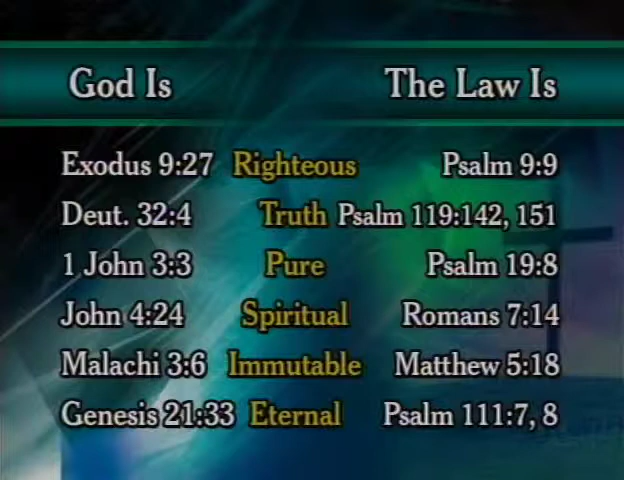 God Is The Law Is
Exodus 9:27 Righteous Psalm 9:9
Deut. 32:4 Truth Psalm 119:142, 151
1 John 3:3 Pure Psalm 19:8
John 4:24 Spiritual Romans 7:14
Malachi 3:6 Immutable Matthew 5:18
Genesis 21:33 Eternal Psalm 111:7, 8